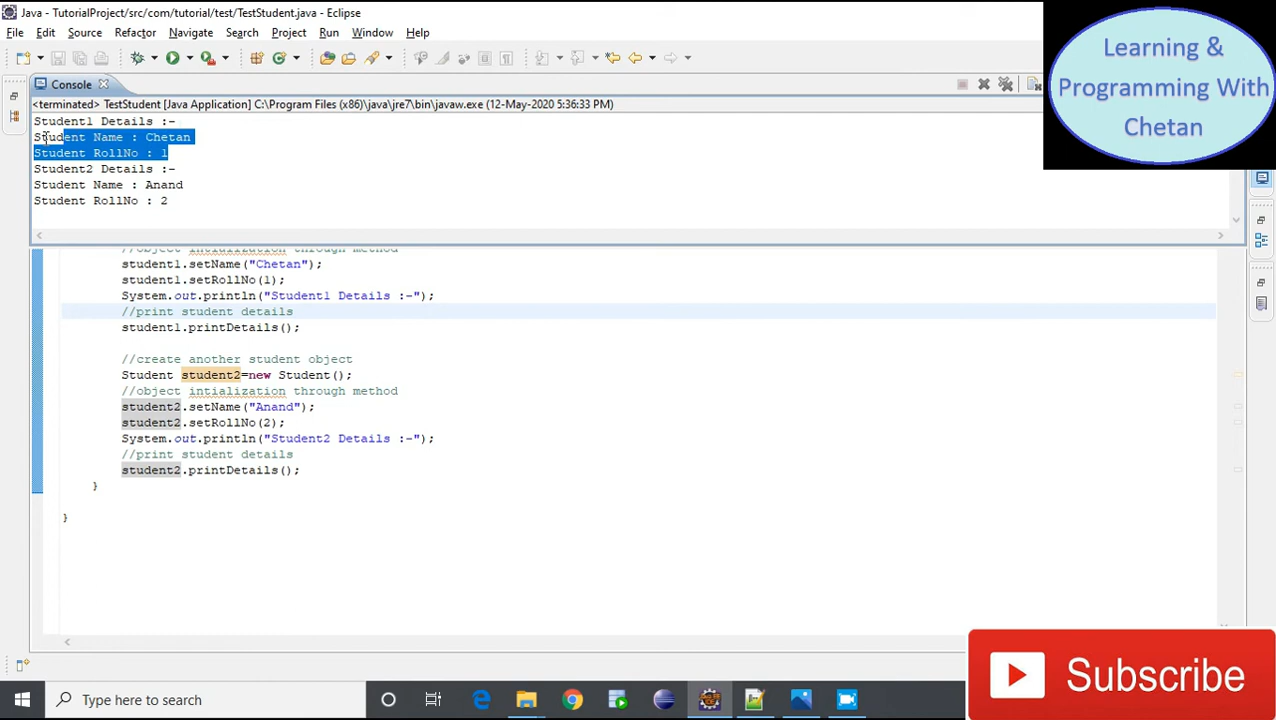 Java - TutorialProject/src/com/tutorial/test/TestStudent.java - Eclipse
File Edit Source Refactor Navigate Search Project Run Window Help
Learning &
Programming With
Chetan
Console
<terminated> TestStudent [Java Application] C:\Program Files (x86)\java\jre7\bin\javaw.exe (12-May-2020 5:36:33 PM)
Student1 Details :-
Student Name : Chetan
Student RollNo : 1
Student2 Details :-
Student Name : Anand
Student RollNo : 2
//object intialization through method
student1.setName("Chetan");
student1.setRollNo(1);
System.out.println("Student1 Details :-");
//print student details
student1.printDetails();
//create another student object
Student student2=new Student();
//object intialization through method
student2.setName("Anand");
student2.setRollNo(2);
System.out.println("Student2 Details :-");
//print student details
student2.printDetails();
}
}
Subscribe
Type here to search